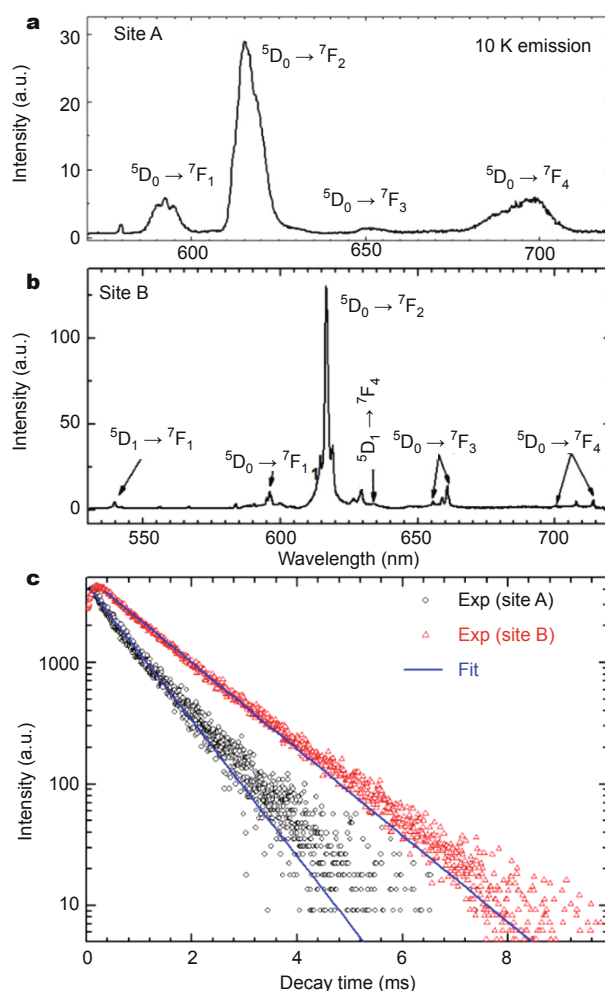 a
Site A
10 K emission
⁵D₀ → ⁷F₂
⁵D₀ → ⁷F₁
⁵D₀ → ⁷F₃
⁵D₀ → ⁷F₄
Intensity (a.u.)
30
20
10
0
600
650
700
b
Site B
⁵D₀ → ⁷F₂
⁵D₁ → ⁷F₄
⁵D₁ → ⁷F₁
⁵D₀ → ⁷F₁
⁵D₀ → ⁷F₃
⁵D₀ → ⁷F₄
Intensity (a.u.)
100
50
0
550
600
650
700
Wavelength (nm)
c
Exp (site A)
Exp (site B)
Fit
Intensity (a.u.)
1000
100
10
0
2
4
6
8
Decay time (ms)